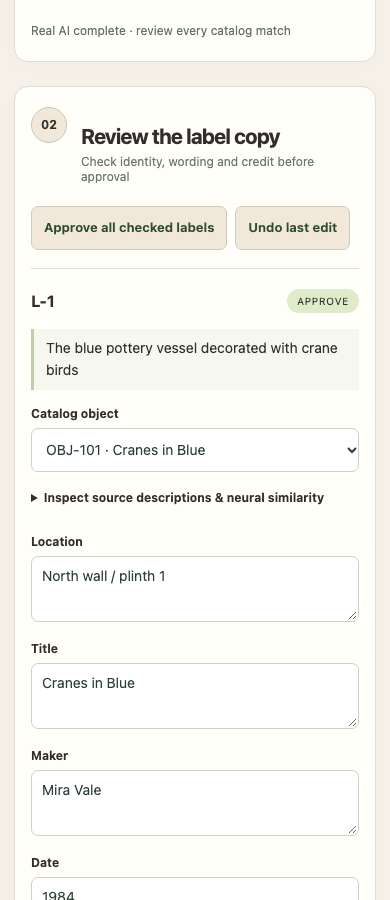 Real AI complete · review every catalog match
02
Review the label copy
Check identity, wording and credit before
approval
Approve all checked labels
Undo last edit
L-1
APPROVE
The blue pottery vessel decorated with crane
birds
Catalog object
OBJ-101 · Cranes in Blue
Inspect source descriptions & neural similarity
Location
North wall / plinth 1
Title
Cranes in Blue
Maker
Mira Vale
Date
1984